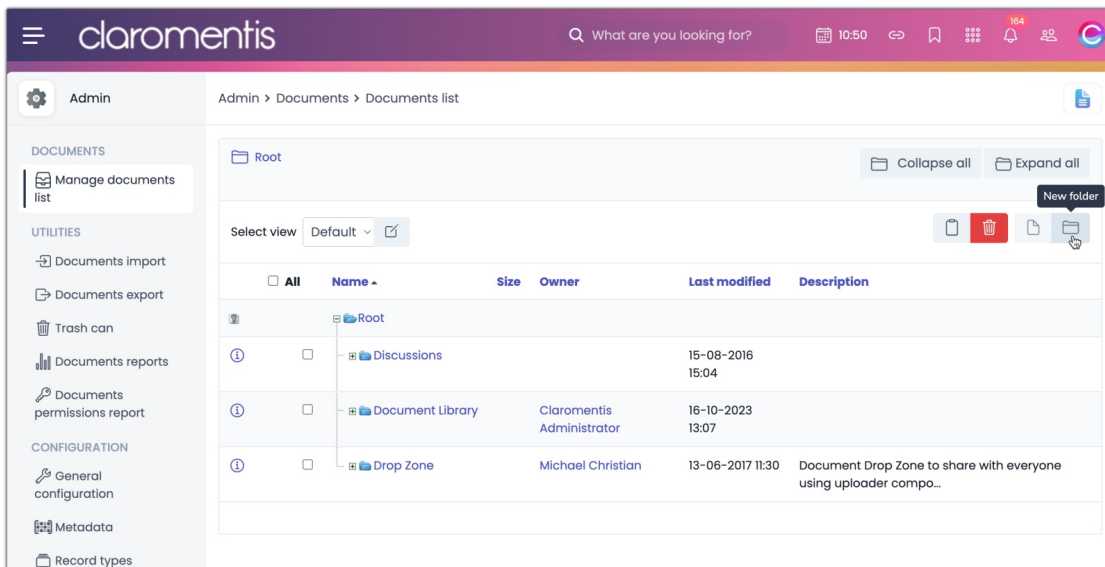 claromentis
What are you looking for?
10:50
164
Admin
Admin > Documents > Documents list
DOCUMENTS
Manage documents
list
UTILITIES
Documents import
Documents export
Trash can
Documents reports
Documents
permissions report
CONFIGURATION
General
configuration
Metadata
Record types
Root
Collapse all
Expand all
New folder
Select view
Default
All
Name
Size
Owner
Last modified
Description
Root
Discussions
15-08-2016
15:04
Document Library
Claromentis
Administrator
16-10-2023
13:07
Drop Zone
Michael Christian
13-06-2017 11:30
Document Drop Zone to share with everyone
using uploader compo...